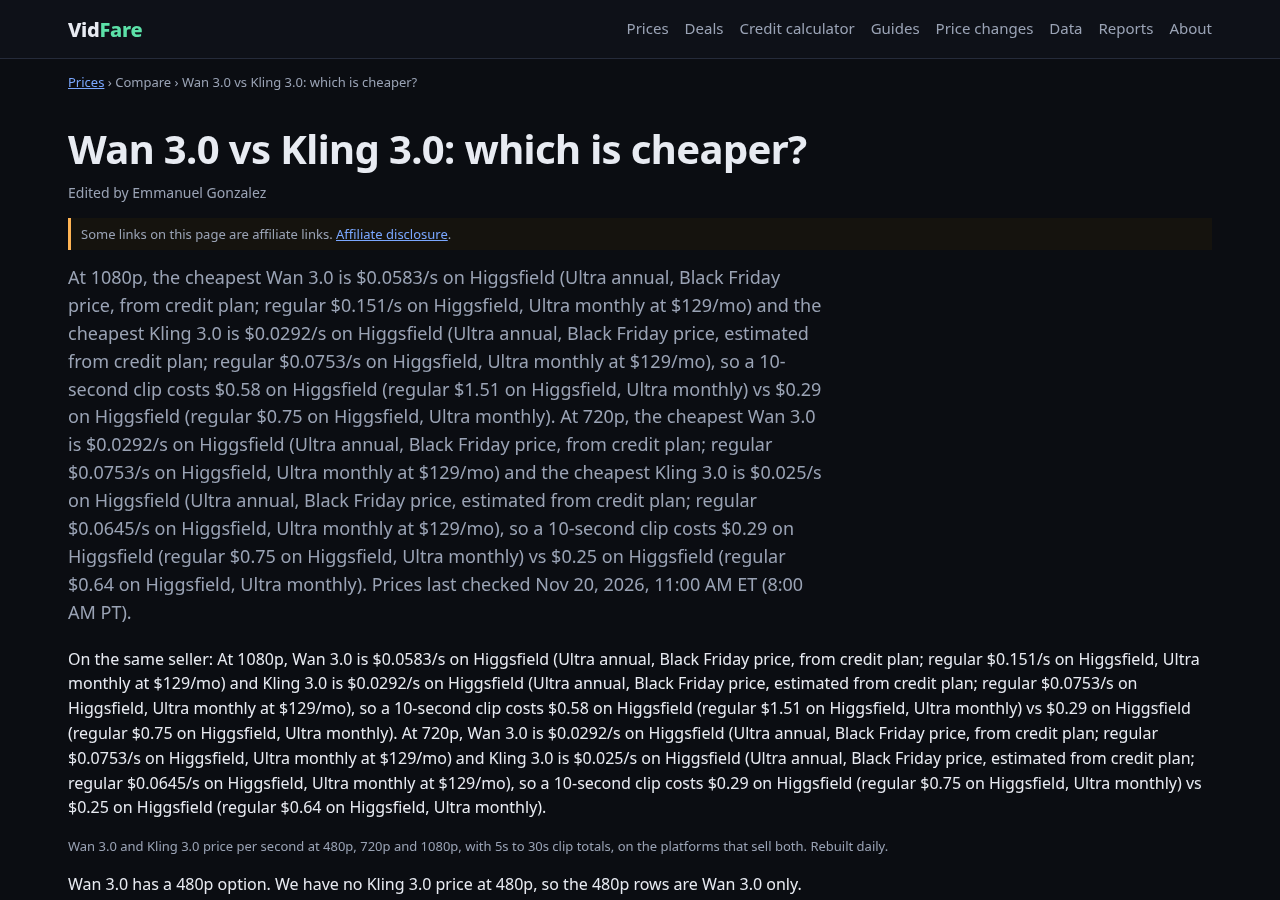 VidFare
Prices Deals Credit calculator Guides Price changes Data Reports About
Prices › Compare › Wan 3.0 vs Kling 3.0: which is cheaper?
Wan 3.0 vs Kling 3.0: which is cheaper?
Edited by Emmanuel Gonzalez
Some links on this page are affiliate links. Affiliate disclosure.
At 1080p, the cheapest Wan 3.0 is $0.0583/s on Higgsfield (Ultra annual, Black Friday
price, from credit plan; regular $0.151/s on Higgsfield, Ultra monthly at $129/mo) and the
cheapest Kling 3.0 is $0.0292/s on Higgsfield (Ultra annual, Black Friday price, estimated
from credit plan; regular $0.0753/s on Higgsfield, Ultra monthly at $129/mo), so a 10-
second clip costs $0.58 on Higgsfield (regular $1.51 on Higgsfield, Ultra monthly) vs $0.29
on Higgsfield (regular $0.75 on Higgsfield, Ultra monthly). At 720p, the cheapest Wan 3.0
is $0.0292/s on Higgsfield (Ultra annual, Black Friday price, from credit plan; regular
$0.0753/s on Higgsfield, Ultra monthly at $129/mo) and the cheapest Kling 3.0 is $0.025/s
on Higgsfield (Ultra annual, Black Friday price, estimated from credit plan; regular
$0.0645/s on Higgsfield, Ultra monthly at $129/mo), so a 10-second clip costs $0.29 on
Higgsfield (regular $0.75 on Higgsfield, Ultra monthly) vs $0.25 on Higgsfield (regular
$0.64 on Higgsfield, Ultra monthly). Prices last checked Nov 20, 2026, 11:00 AM ET (8:00
AM PT).
On the same seller: At 1080p, Wan 3.0 is $0.0583/s on Higgsfield (Ultra annual, Black Friday price, from credit plan; regular $0.151/s on Higgsfield, Ultra
monthly at $129/mo) and Kling 3.0 is $0.0292/s on Higgsfield (Ultra annual, Black Friday price, estimated from credit plan; regular $0.0753/s on
Higgsfield, Ultra monthly at $129/mo), so a 10-second clip costs $0.58 on Higgsfield (regular $1.51 on Higgsfield, Ultra monthly) vs $0.29 on Higgsfield
(regular $0.75 on Higgsfield, Ultra monthly). At 720p, Wan 3.0 is $0.0292/s on Higgsfield (Ultra annual, Black Friday price, from credit plan; regular
$0.0753/s on Higgsfield, Ultra monthly at $129/mo) and Kling 3.0 is $0.025/s on Higgsfield (Ultra annual, Black Friday price, estimated from credit plan;
regular $0.0645/s on Higgsfield, Ultra monthly at $129/mo), so a 10-second clip costs $0.29 on Higgsfield (regular $0.75 on Higgsfield, Ultra monthly) vs
$0.25 on Higgsfield (regular $0.64 on Higgsfield, Ultra monthly).
Wan 3.0 and Kling 3.0 price per second at 480p, 720p and 1080p, with 5s to 30s clip totals, on the platforms that sell both. Rebuilt daily.
Wan 3.0 has a 480p option. We have no Kling 3.0 price at 480p, so the 480p rows are Wan 3.0 only.